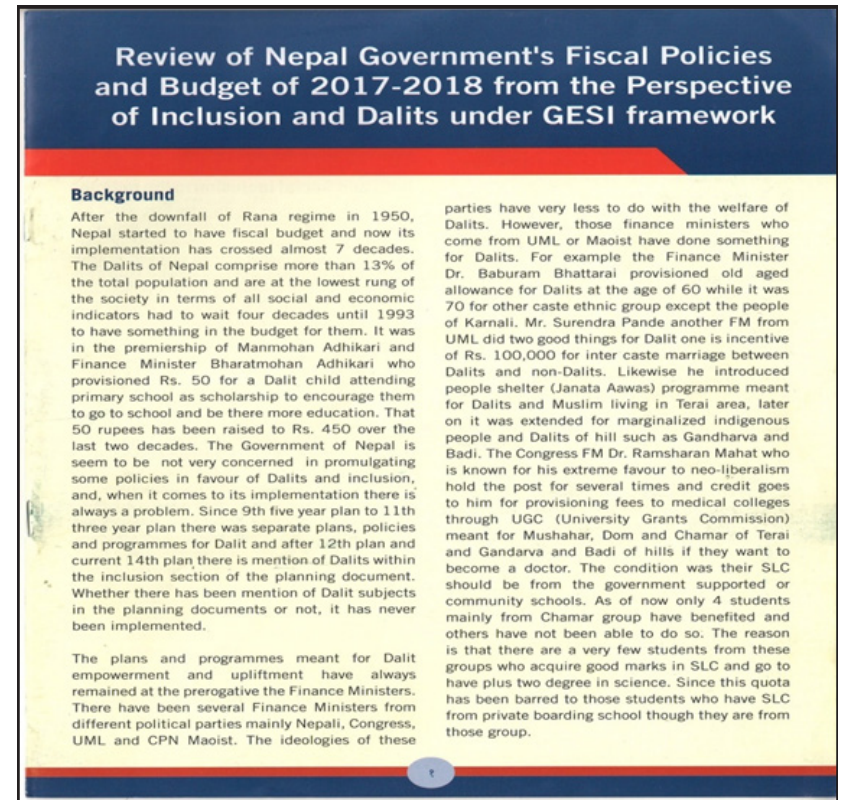 Review of Nepal Government's Fiscal Policies
and Budget of 2017-2018 from the Perspective
of Inclusion and Dalits under GESI framework
Background
After the downfall of Rana regime in 1950,
Nepal started to have fiscal budget and now its
implementation has crossed almost 7 decades.
The Dalits of Nepal comprise more than 13% of
the total population and are at the lowest rung of
the society in terms of all social and economic
indicators had to wait four decades until 1993
to have something in the budget for them. It was
in the premiership of Manmohan Adhikari and
Finance Minister Bharatmohan Adhikari who
provisioned Rs. 50 for a Dalit child attending
primary school as scholarship to encourage them
to go to school and be there more education. That
50 rupees has been raised to Rs. 450 over the
last two decades. The Government of Nepal is
seem to be not very concerned in promulgating
some policies in favour of Dalits and inclusion,
and, when it comes to its implementation there is
always a problem. Since 9th five year plan to 11th
three year plan there was separate plans, policies
and programmes for Dalit and after 12th plan and
current 14th plan there is mention of Dalits within
the inclusion section of the planning document.
Whether there has been mention of Dalit subjects
in the planning documents or not, it has never
been implemented.
The plans and programmes meant for Dalit
empowerment and upliftment have always
remained at the prerogative the Finance Ministers.
There have been several Finance Ministers from
different political parties mainly Nepali, Congress,
UML and CPN Maoist. The ideologies of these
parties have very less to do with the welfare of
Dalits. However, those finance ministers who
come from UML or Maoist have done something
for Dalits. For example the Finance Minister
Dr. Baburam Bhattarai provisioned old aged
allowance for Dalits at the age of 60 while it was
70 for other caste ethnic group except the people
of Karnali. Mr. Surendra Pande another FM from
UML did two good things for Dalit one is incentive
of Rs. 100,000 for inter caste marriage between
Dalits and non-Dalits. Likewise he introduced
people shelter (Janata Aawas) programme meant
for Dalits and Muslim living in Terai area, later
on it was extended for marginalized indigenous
people and Dalits of hill such as Gandharva and
Badi. The Congress FM Dr. Ramsharan Mahat who
is known for his extreme favour to neo-liberalism
hold the post for several times and credit goes
to him for provisioning fees to medical colleges
through UGC (University Grants Commission)
meant for Mushahar, Dom and Chamar of Terai
and Gandarva and Badi of hills if they want to
become a doctor. The condition was their SLC
should be from the government supported or
community schools. As of now only 4 students
mainly from Chamar group have benefited and
others have not been able to do so. The reason
is that there are a very few students from these
groups who acquire good marks in SLC and go to
have plus two degree in science. Since this quota
has been barred to those students who have SLC
from private boarding school though they are from
those group.
१